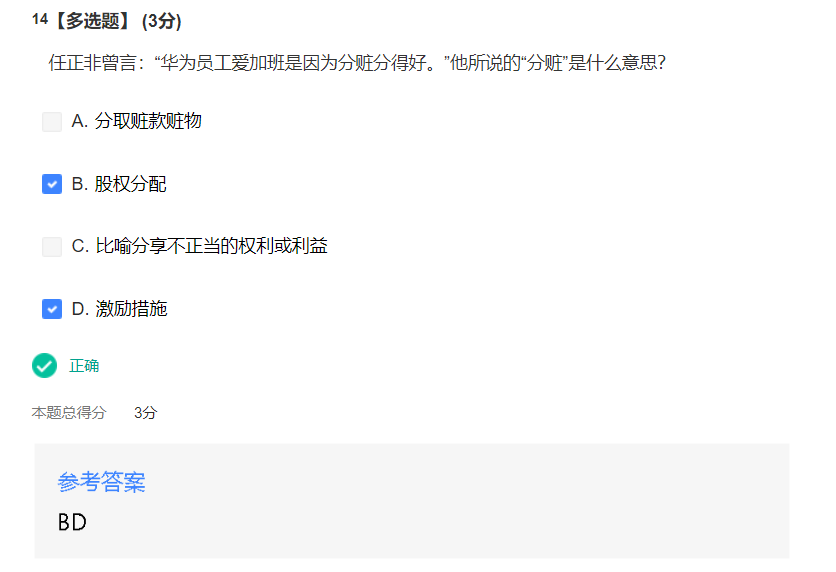 14【多选题】 (3分)
任正非曾言：“华为员工爱加班是因为分赃分得好。”他所说的“分赃”是什么意思?
A. 分取赃款赃物
B. 股权分配
C. 比喻分享不正当的权利或利益
D. 激励措施
正确
本题总得分 3分
参考答案
BD